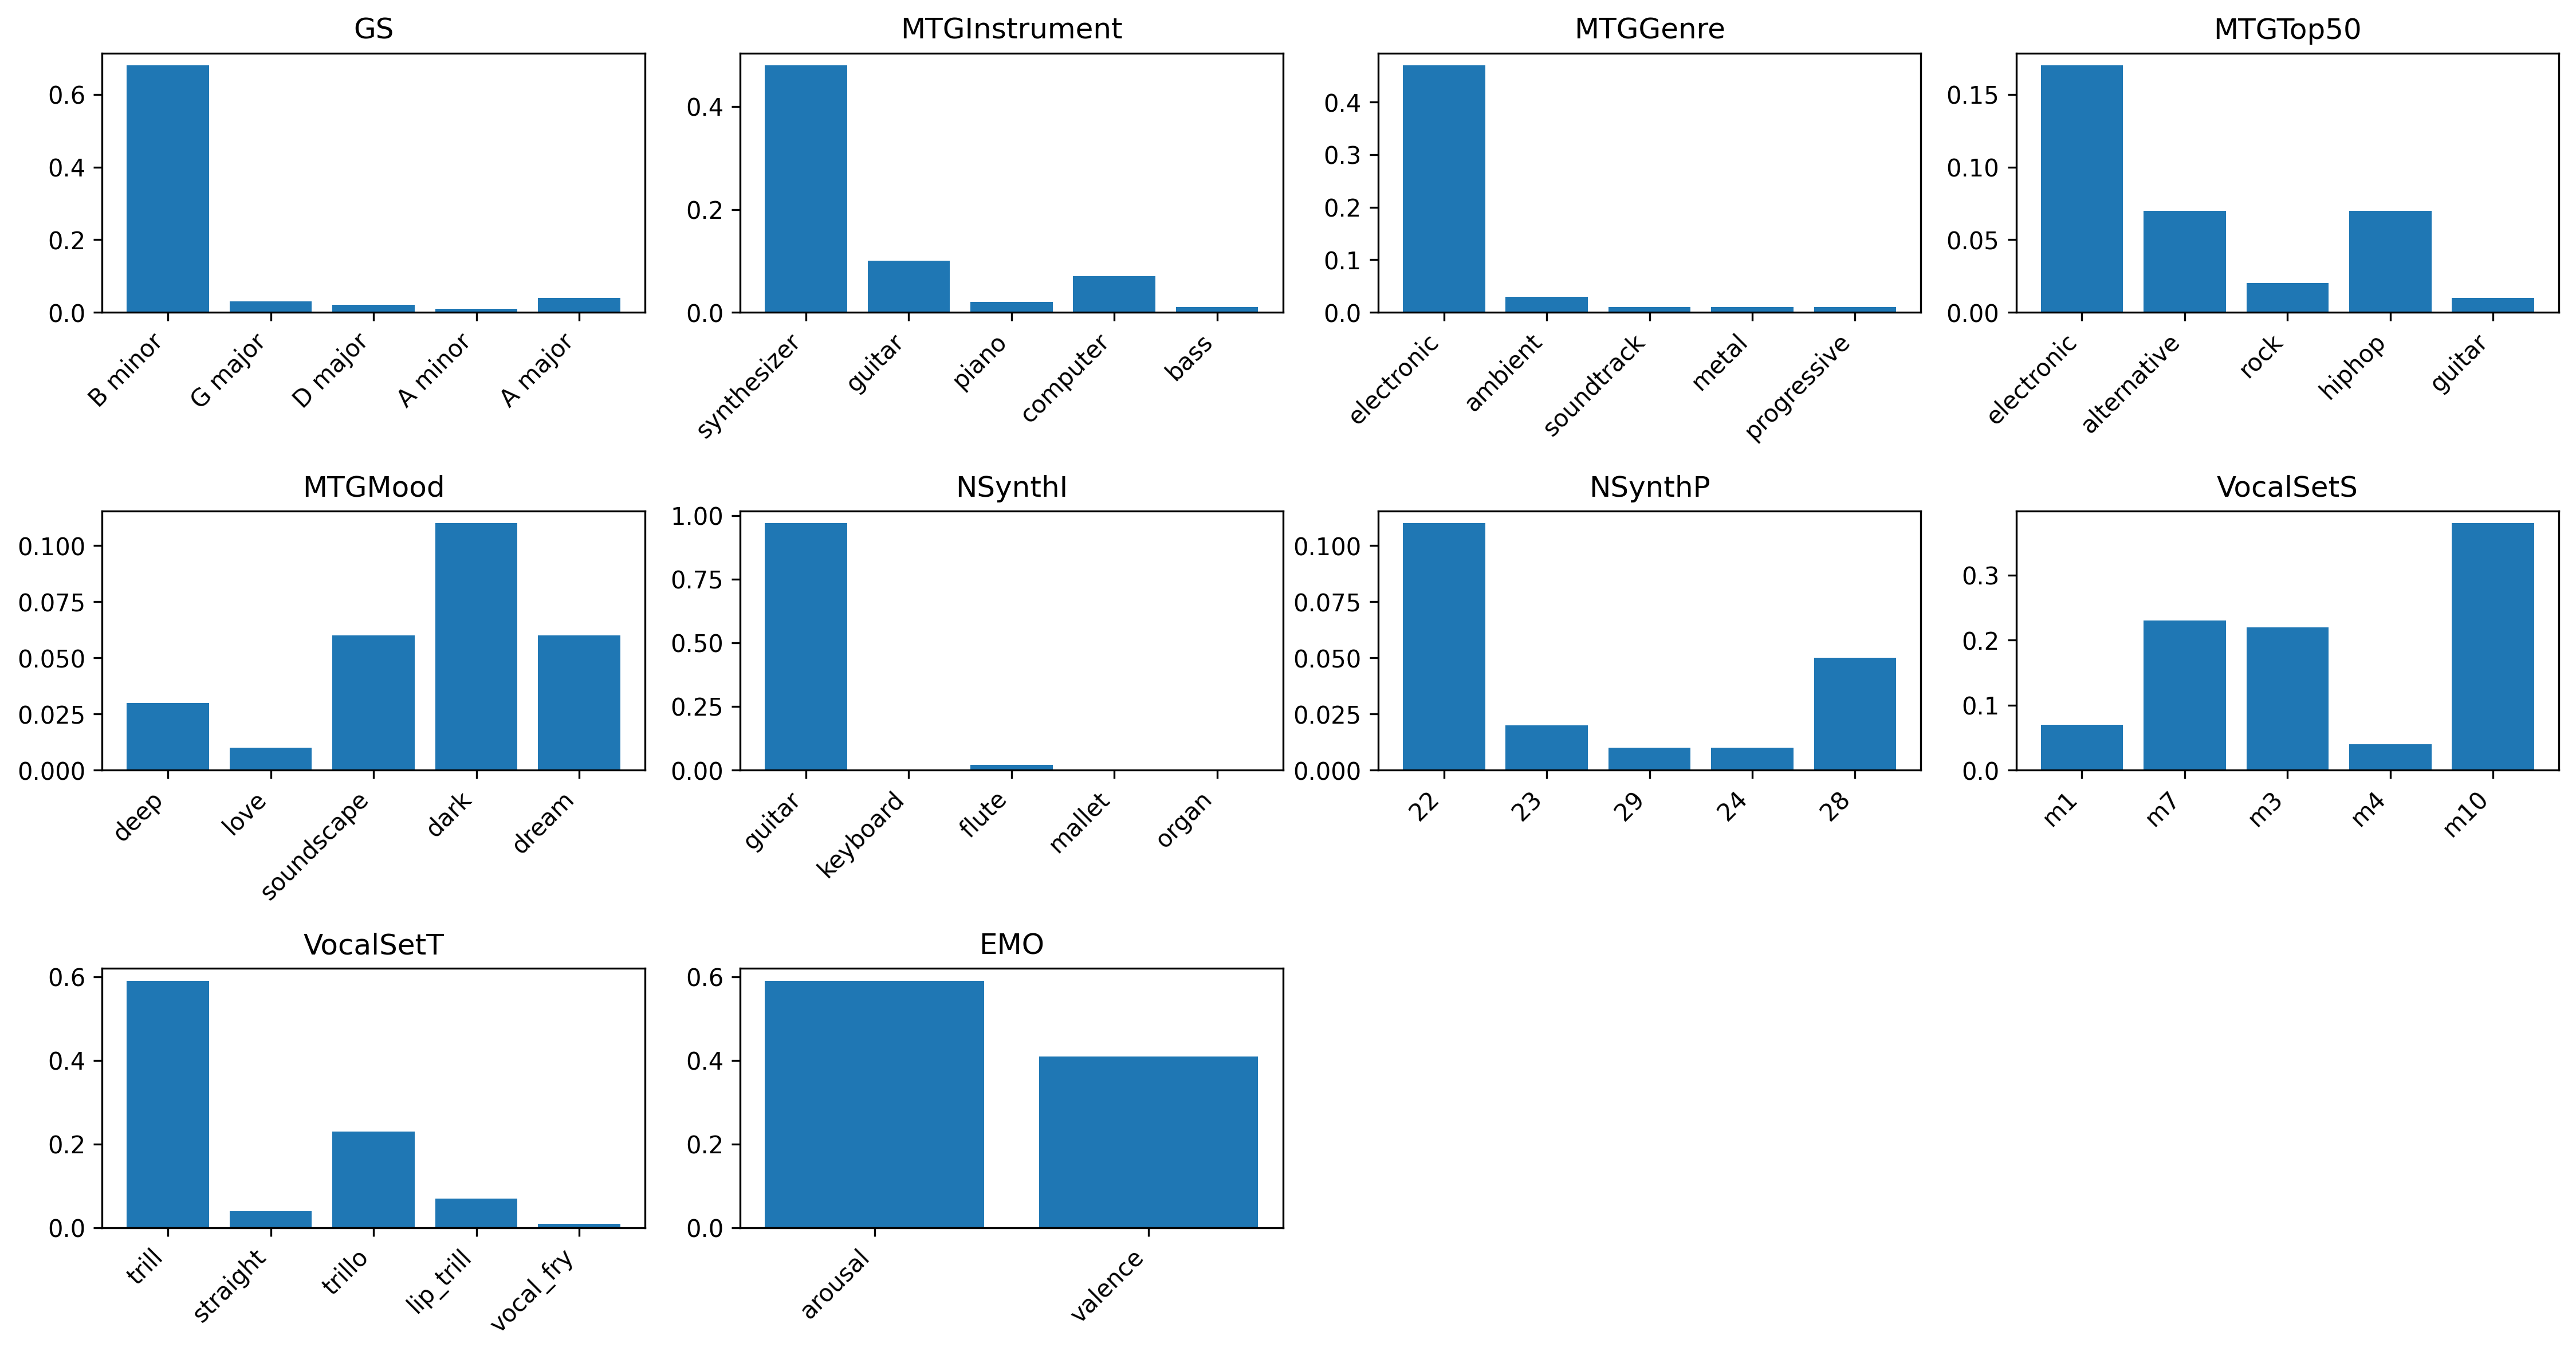 GS
0.6
0.4
0.2
0.0
B minor
G major
D major
A minor
A major
MTGInstrument
0.4
0.2
0.0
synthesizer
guitar
piano
computer
bass
MTGGenre
0.4
0.3
0.2
0.1
0.0
electronic
ambient
soundtrack
metal
progressive
MTGTop50
0.15
0.10
0.05
0.00
electronic
alternative
rock
hiphop
guitar
MTGMood
0.100
0.075
0.050
0.025
0.000
deep
love
soundscape
dark
dream
NSynthI
1.00
0.75
0.50
0.25
0.00
guitar
keyboard
flute
mallet
organ
NSynthP
0.100
0.075
0.050
0.025
0.000
22
23
29
24
28
VocalSetS
0.3
0.2
0.1
0.0
m1
m7
m3
m4
m10
VocalSetT
0.6
0.4
0.2
0.0
trill
straight
trillo
lip_trill
vocal_fry
EMO
0.6
0.4
0.2
0.0
arousal
valence